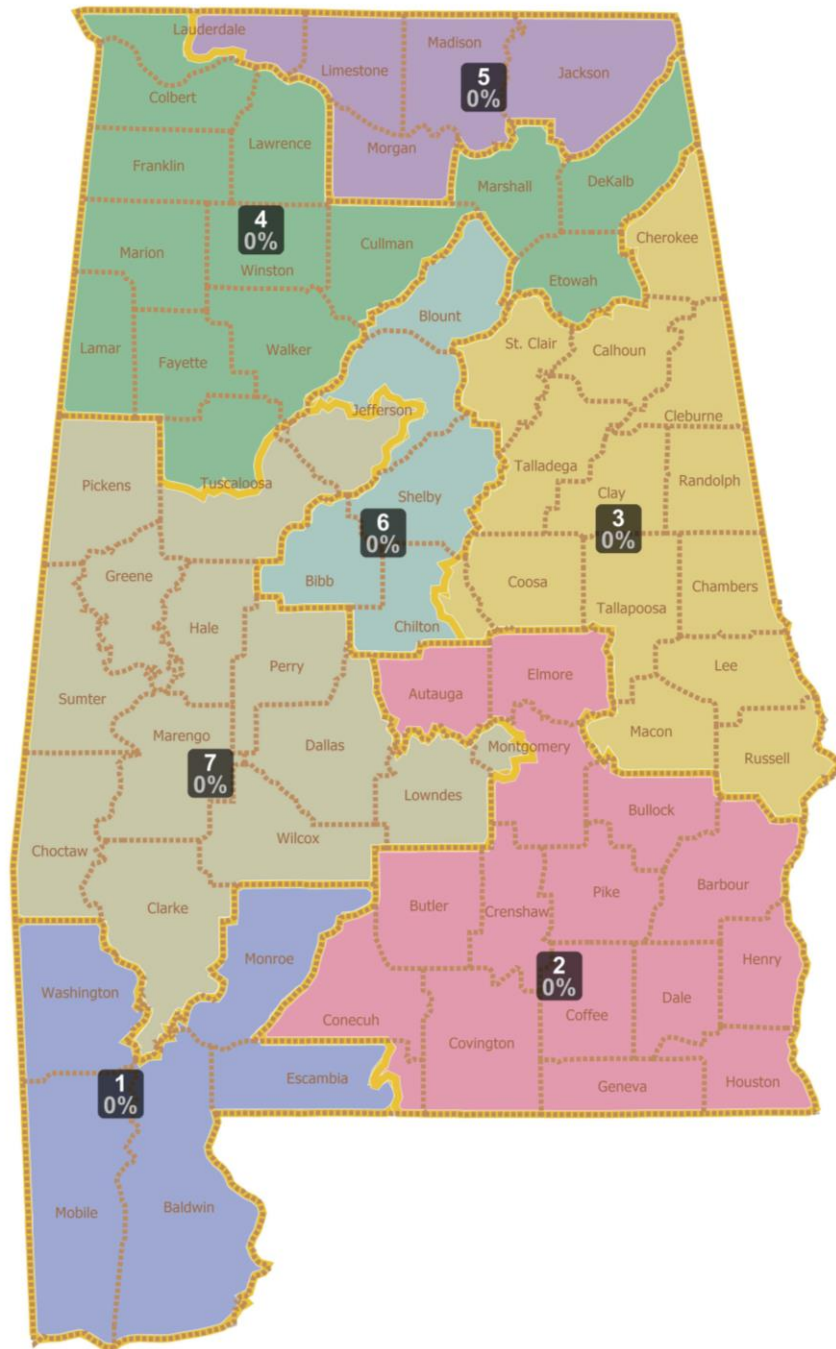 Lauderdale
Limestone
Madison
Jackson
5
0%
Colbert
Lawrence
Franklin
Morgan
Marshall
DeKalb
4
0%
Marion
Winston
Cullman
Cherokee
Etowah
Blount
Lamar
Fayette
Walker
St. Clair
Calhoun
Jefferson
Cleburne
Pickens
Tuscaloosa
Talladega
Randolph
Shelby
Clay
6
0%
3
0%
Greene
Bibb
Coosa
Chambers
Tallapoosa
Hale
Chilton
Perry
Lee
Sumter
Autauga
Elmore
Marengo
Dallas
Montgomery
Macon
Russell
7
0%
Lowndes
Bullock
Choctaw
Wilcox
Clarke
Butler
Crenshaw
Pike
Barbour
Monroe
Henry
2
0%
Washington
Conecuh
Coffee
Dale
Covington
1
0%
Escambia
Geneva
Houston
Mobile
Baldwin